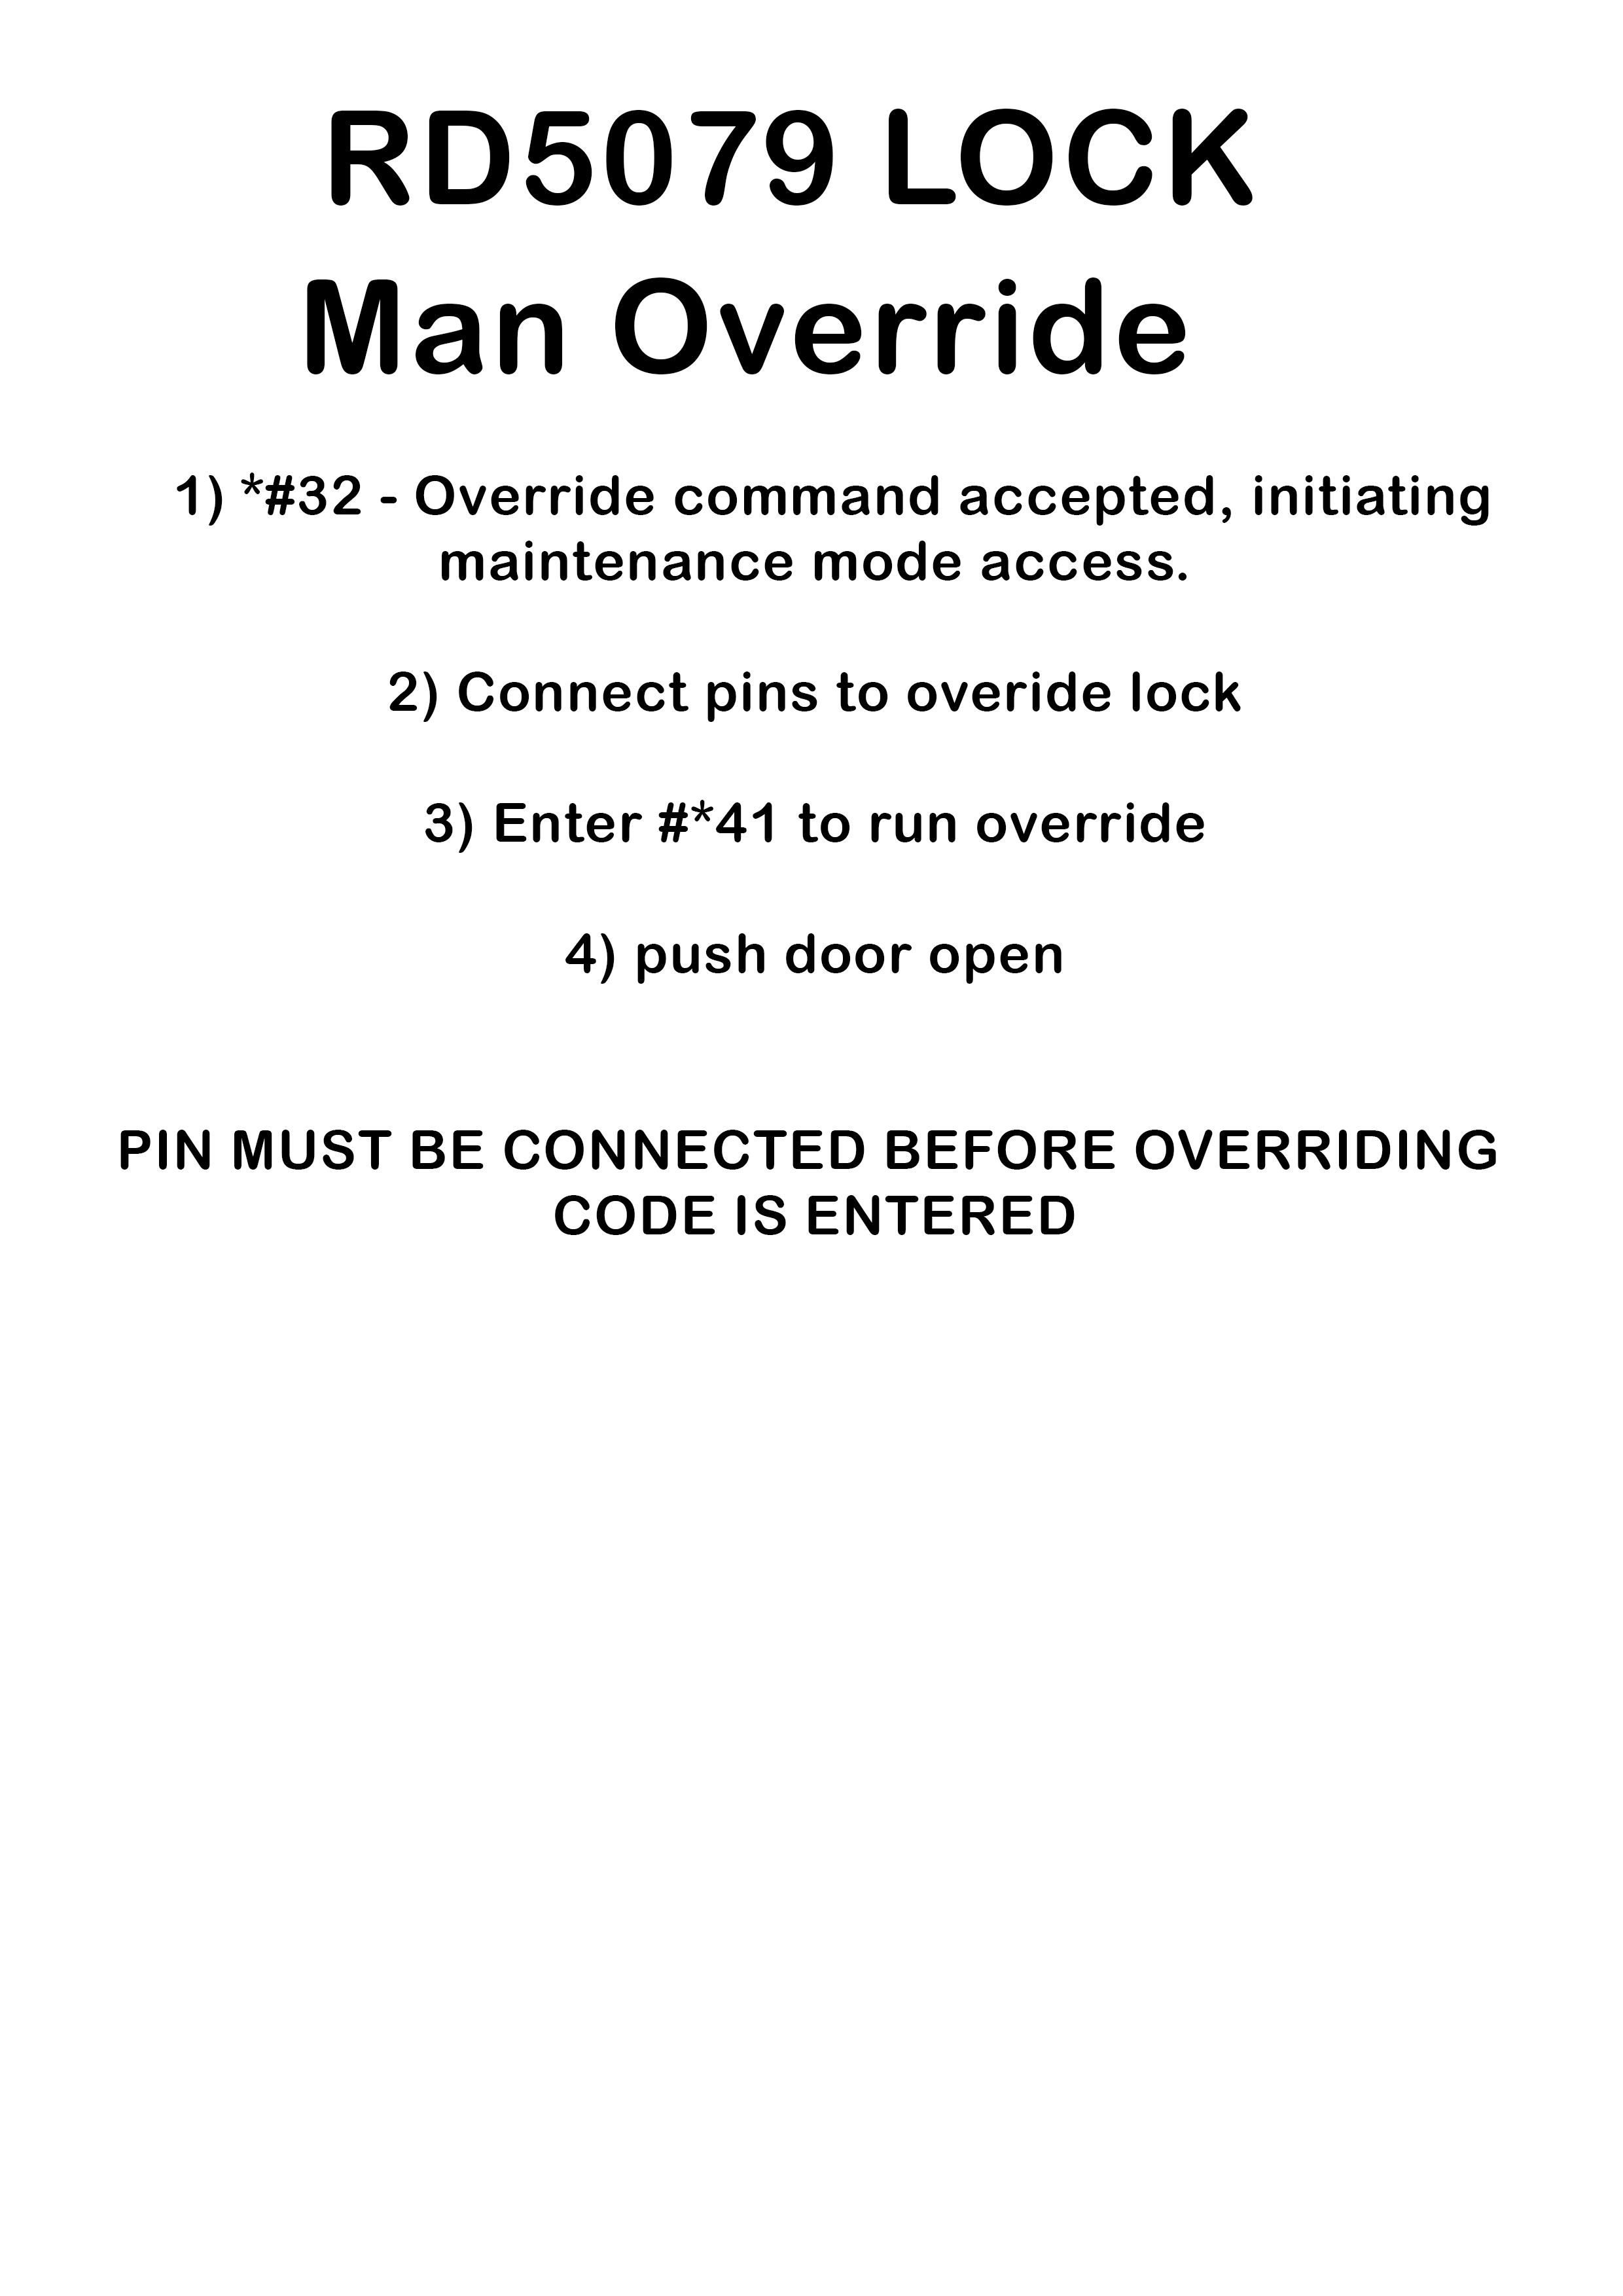 RD5079 LOCK
Man Override
1) *#32 - Override command accepted, initiating
maintenance mode access.
2) Connect pins to overide lock
3) Enter #*41 to run override
4) push door open
PIN MUST BE CONNECTED BEFORE OVERRIDING
CODE IS ENTERED